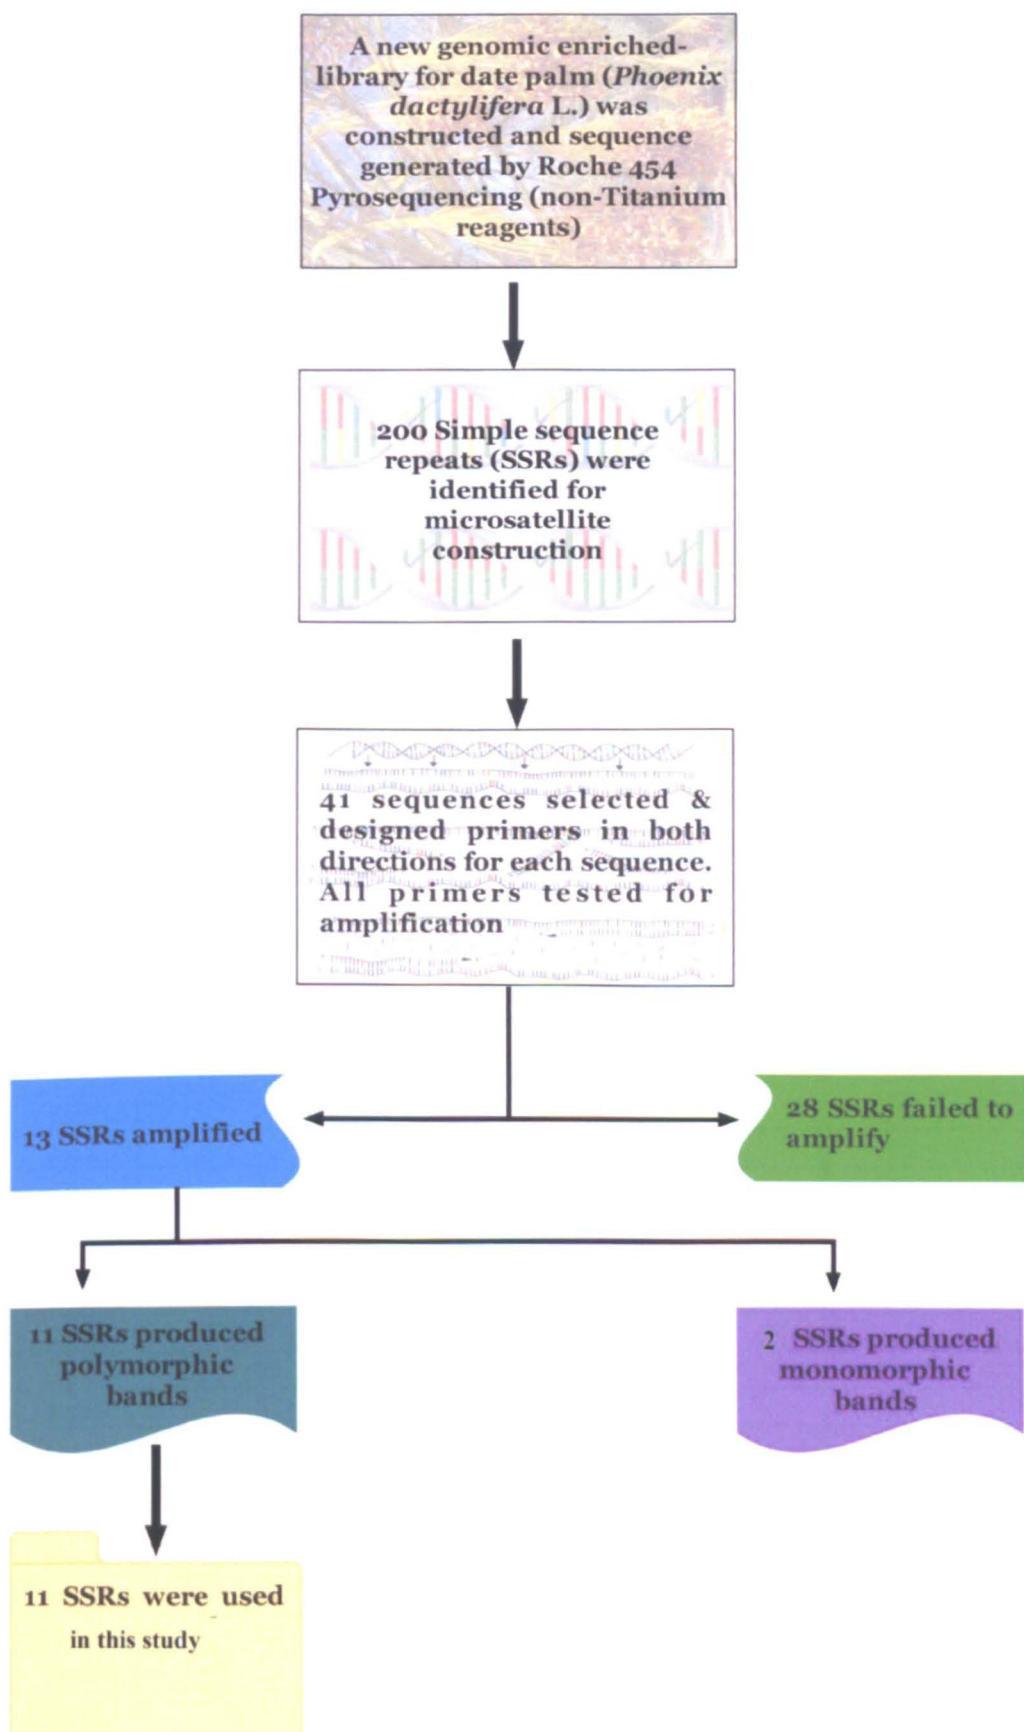 A new genomic enriched-
library for date palm (Phoenix
dactylifera L.) was
constructed and sequence
generated by Roche 454
Pyrosequencing (non-Titanium
reagents)
200 Simple sequence
repeats (SSRs) were
identified for
microsatellite
construction
41 sequences selected &
designed primers in both
directions for each sequence.
All primers tested for
amplification
13 SSRs amplified
28 SSRs failed to
amplify
11 SSRs produced
polymorphic
bands
2 SSRs produced
monomorphic
bands
11 SSRs were used
in this study